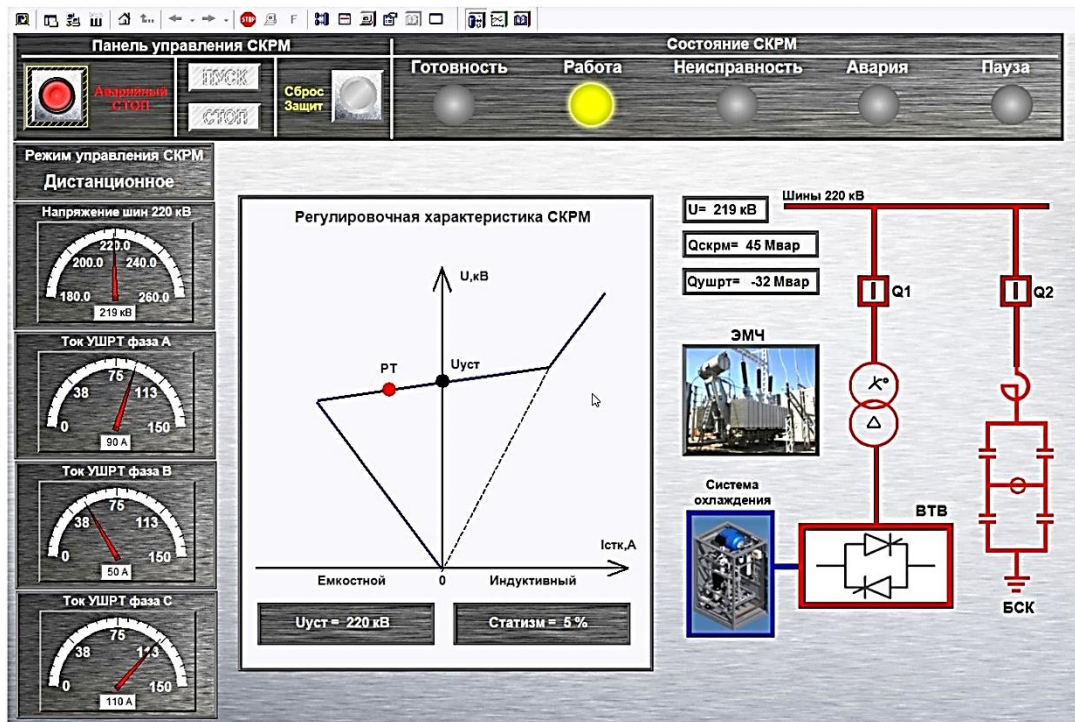 STOP F
Панель управления СКРМ
Состояние СКРМ
Аварийный
СТОП
ПУСК
СТОП
Сброс
Защит
Готовность Работа Неисправность Авария Пауза
Режим управления СКРМ
Дистанционное
Напряжение шин 220 кВ
180.0 200.0 220.0 240.0 260.0
219 кВ
Ток УШРТ фаза А
0 38 75 113 150
90 А
Ток УШРТ фаза В
0 38 75 113 150
50 А
Ток УШРТ фаза С
0 38 75 113 150
110 А
Регулировочная характеристика СКРМ
U,кВ
РТ
Uуст
Iстк,А
Емкостной 0 Индуктивный
Uуст = 220 кВ
Статизм = 5 %
U= 219 кВ
Шины 220 кВ
Qскрм= 45 Мвар
Qушрт= -32 Мвар
Q1
Q2
ЭМЧ
Система
охлаждения
ВТВ
БСК